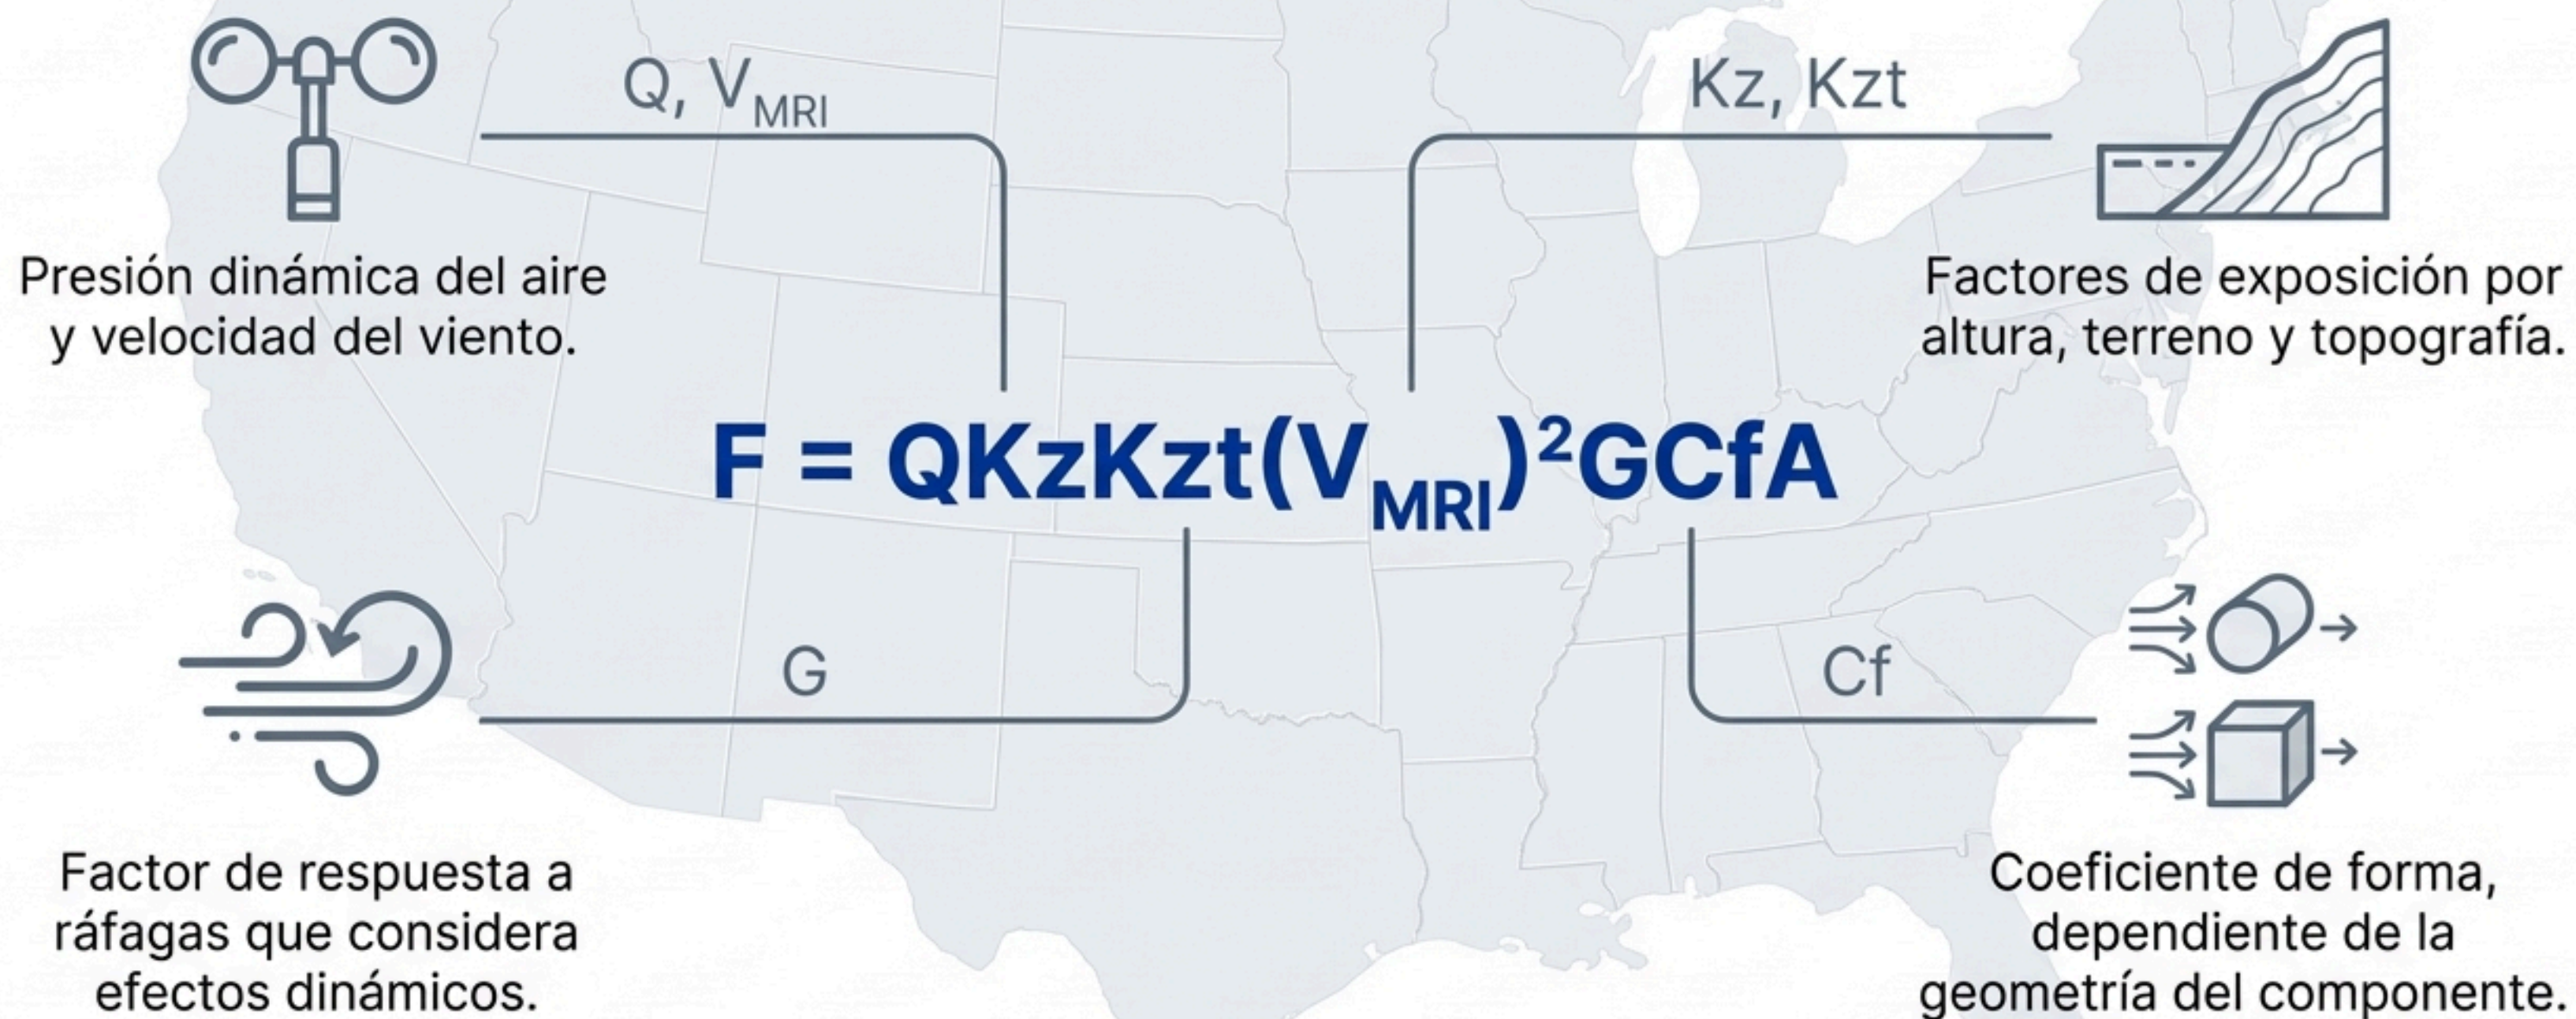 Q, V_MRI
Kz, Kzt
Presión dinámica del aire
y velocidad del viento.
Factores de exposición por
altura, terreno y topografía.
F = QKzKzt(V_MRI)²GCfA
G
Cf
Factor de respuesta a
ráfagas que considera
efectos dinámicos.
Coeficiente de forma,
dependiente de la
geometría del componente.